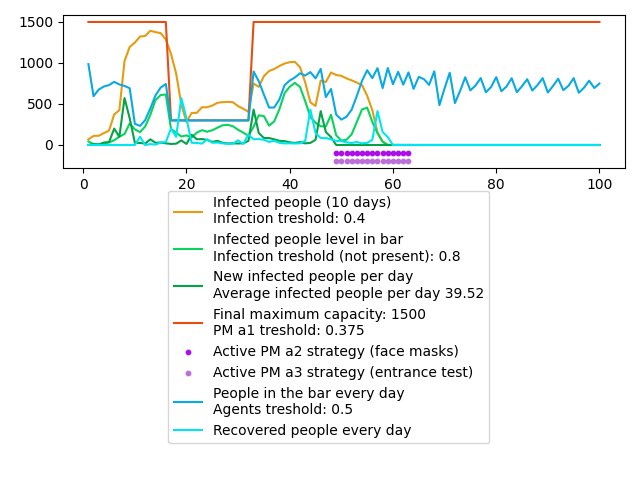 1500
1000
500
0
0 20 40 60 80 100
Infected people (10 days)
Infection treshold: 0.4
Infected people level in bar
Infection treshold (not present): 0.8
New infected people per day
Average infected people per day 39.52
Final maximum capacity: 1500
PM a1 treshold: 0.375
Active PM a2 strategy (face masks)
Active PM a3 strategy (entrance test)
People in the bar every day
Agents treshold: 0.5
Recovered people every day